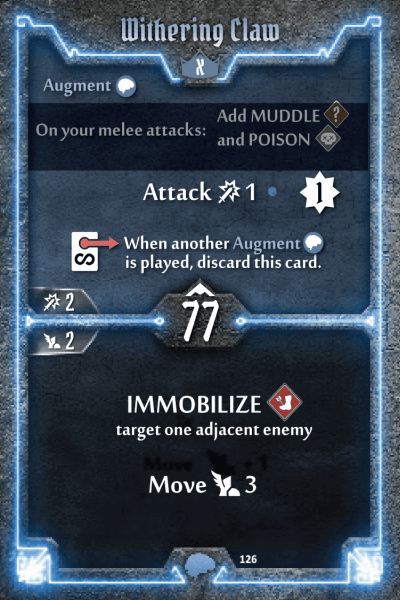 Withering Claw
X
Augment
On your melee attacks: Add MUDDLE ?
and POISON
Attack 1 1
When another Augment
is played, discard this card.
2
77
2
IMMOBILIZE
target one adjacent enemy
Move 3
126